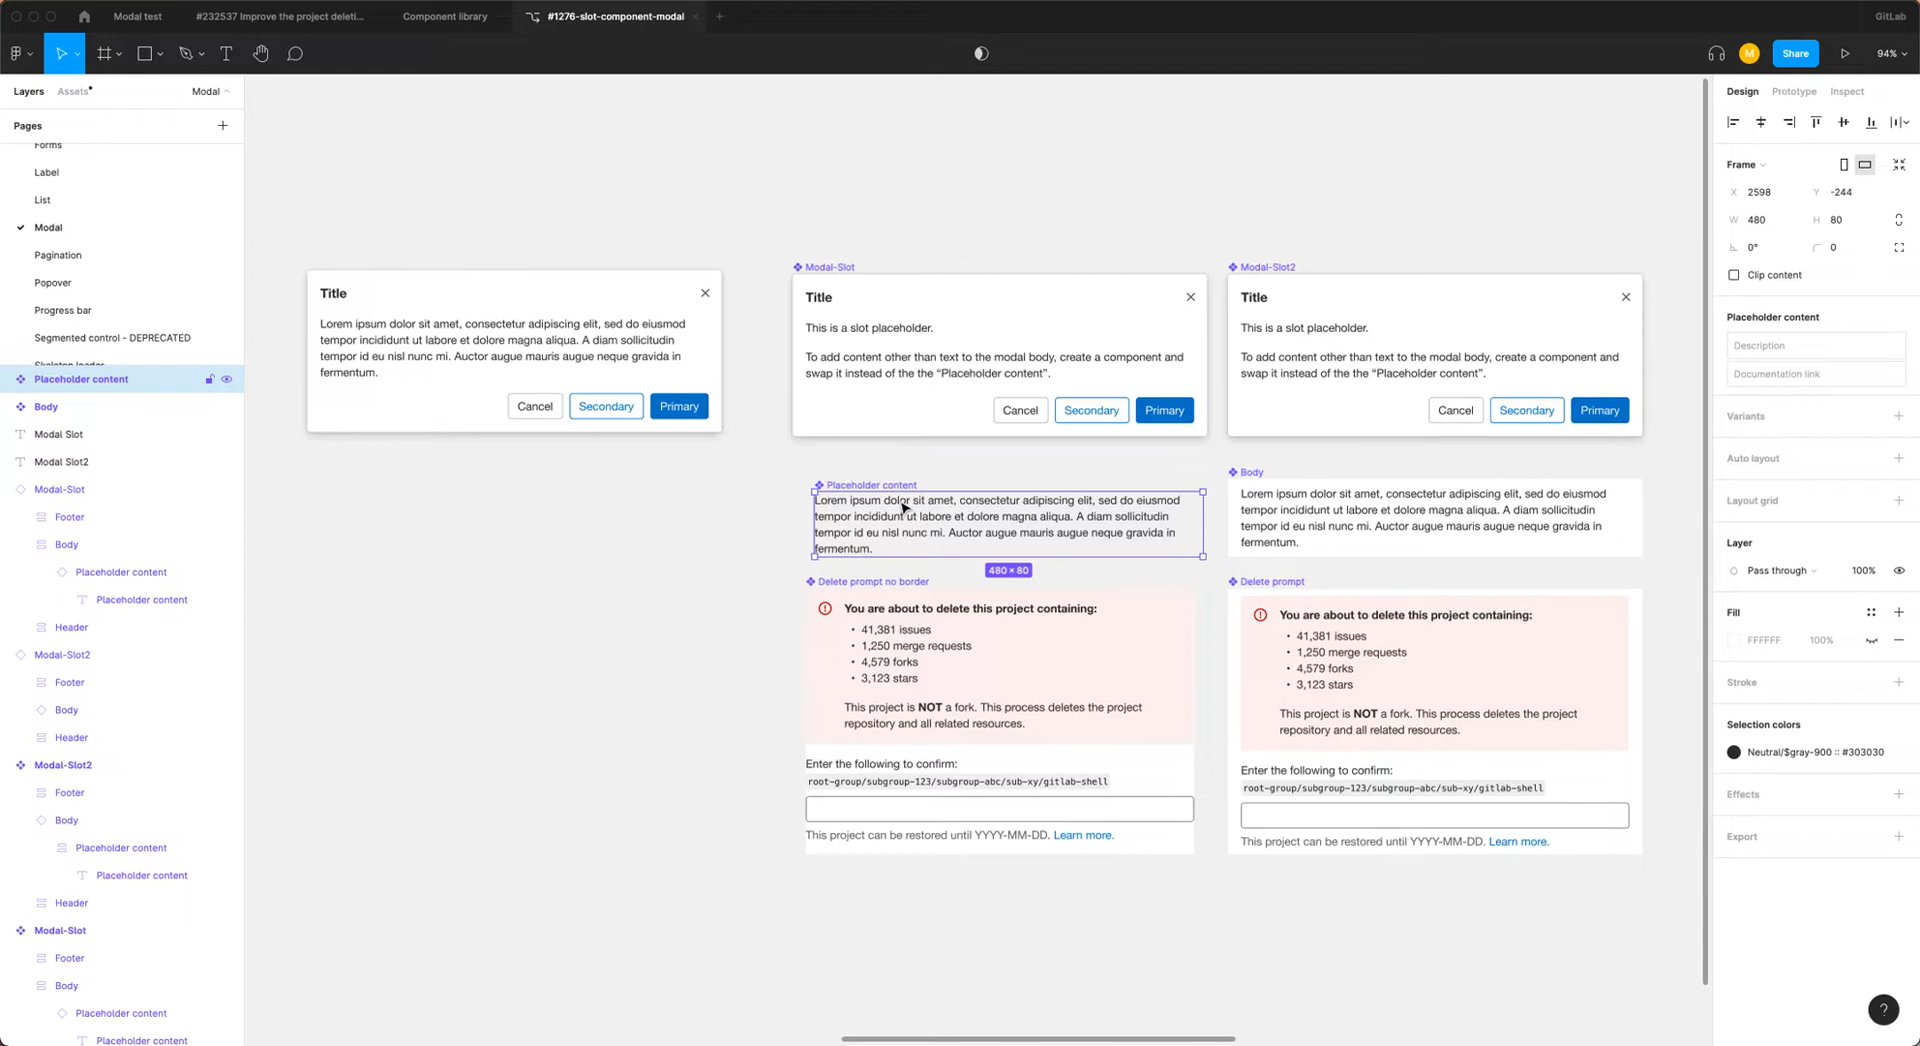 Modal test
#232537 Improve the project deleti...
Component library
#1276-slot-component-modal
GitLab
M
Share
94%
Layers
Assets
Modal
Pages
Forms
Label
List
Modal
Pagination
Popover
Progress bar
Segmented control - DEPRECATED
Skeleton loader
Placeholder content
Body
Modal Slot
Modal Slot2
Modal-Slot
Footer
Body
Placeholder content
Placeholder content
Header
Modal-Slot2
Footer
Body
Header
Modal-Slot2
Footer
Body
Placeholder content
Placeholder content
Header
Modal-Slot
Footer
Body
Placeholder content
Placeholder content
Title
Lorem ipsum dolor sit amet, consectetur adipiscing elit, sed do eiusmod
tempor incididunt ut labore et dolore magna aliqua. A diam sollicitudin
tempor id eu nisl nunc mi. Auctor augue mauris augue neque gravida in
fermentum.
Cancel
Secondary
Primary
Modal-Slot
Title
This is a slot placeholder.
To add content other than text to the modal body, create a component and
swap it instead of the the “Placeholder content”.
Cancel
Secondary
Primary
Modal-Slot2
Title
This is a slot placeholder.
To add content other than text to the modal body, create a component and
swap it instead of the the “Placeholder content”.
Cancel
Secondary
Primary
Placeholder content
Lorem ipsum dolor sit amet, consectetur adipiscing elit, sed do eiusmod
tempor incididunt ut labore et dolore magna aliqua. A diam sollicitudin
tempor id eu nisl nunc mi. Auctor augue mauris augue neque gravida in
fermentum.
480 × 80
Body
Lorem ipsum dolor sit amet, consectetur adipiscing elit, sed do eiusmod
tempor incididunt ut labore et dolore magna aliqua. A diam sollicitudin
tempor id eu nisl nunc mi. Auctor augue mauris augue neque gravida in
fermentum.
Delete prompt no border
You are about to delete this project containing:
• 41,381 issues
• 1,250 merge requests
• 4,579 forks
• 3,123 stars
This project is NOT a fork. This process deletes the project
repository and all related resources.
Enter the following to confirm:
root-group/subgroup-123/subgroup-abc/sub-xy/gitlab-shell
This project can be restored until YYYY-MM-DD. Learn more.
Delete prompt
You are about to delete this project containing:
• 41,381 issues
• 1,250 merge requests
• 4,579 forks
• 3,123 stars
This project is NOT a fork. This process deletes the project
repository and all related resources.
Enter the following to confirm:
root-group/subgroup-123/subgroup-abc/sub-xy/gitlab-shell
This project can be restored until YYYY-MM-DD. Learn more.
Design
Prototype
Inspect
Frame
X 2598
Y -244
W 480
H 80
0°
0
Clip content
Placeholder content
Description
Documentation link
Variants
Auto layout
Layout grid
Layer
Pass through
100%
Fill
FFFFFF
100%
Stroke
Selection colors
Neutral/$gray-900 :: #303030
Effects
Export
?